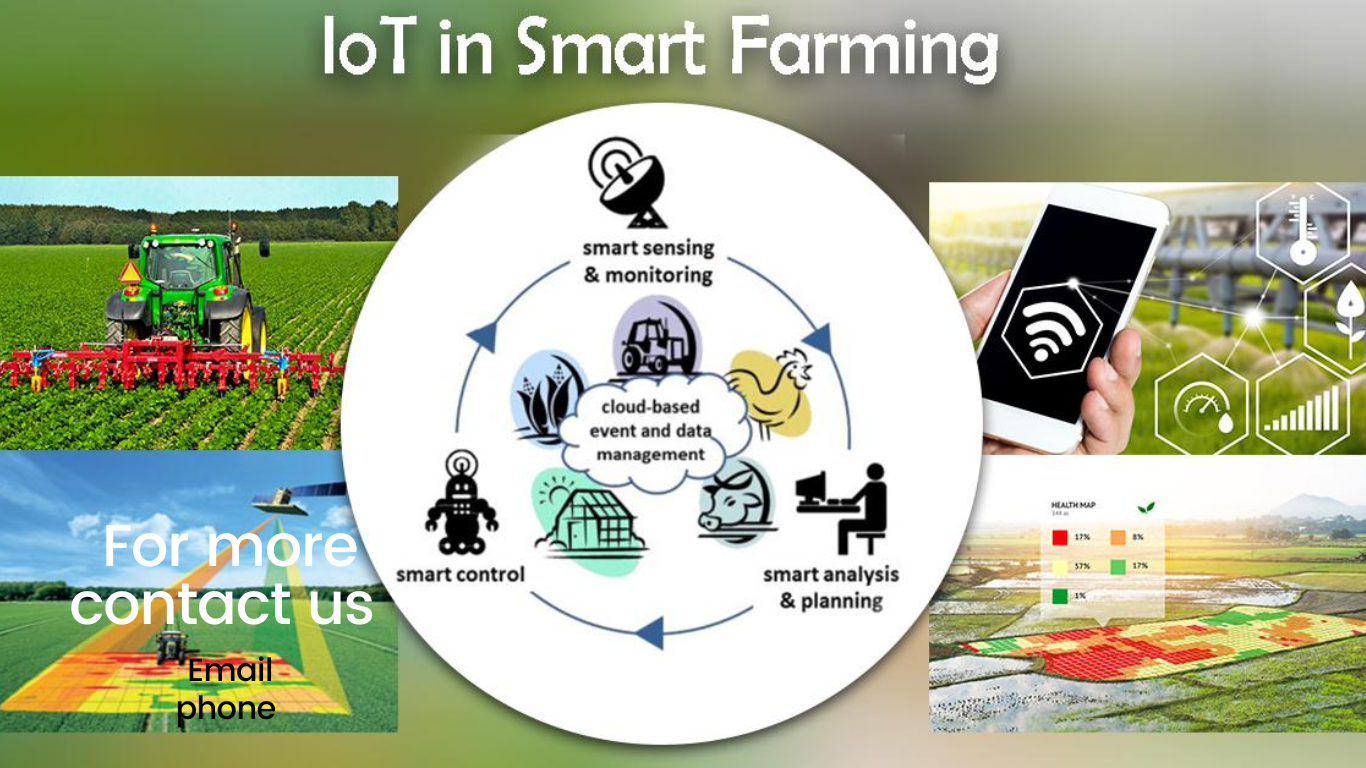 IoT in Smart Farming
smart sensing
& monitoring
cloud-based
event and data
management
smart control
smart analysis
& planning
For more
contact us
Email
phone
HEALTH MAP
17%
8%
57%
17%
1%